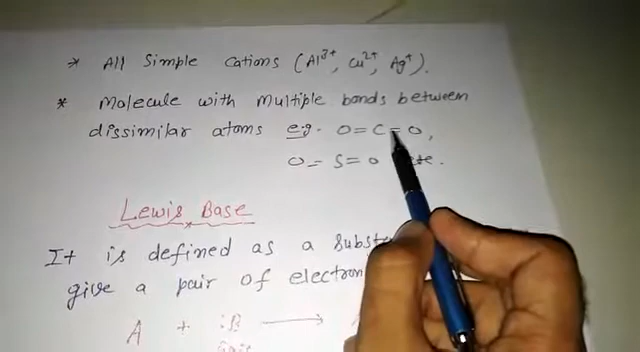 * All Simple Cations (Al³⁺, Cu²⁺, Ag⁺).
* Molecule with Multiple bonds between
dissimilar atoms e.g. O=C=O,
O=S=O
Lewis Base
It is defined as a
give a pair of
A + :B ⟶